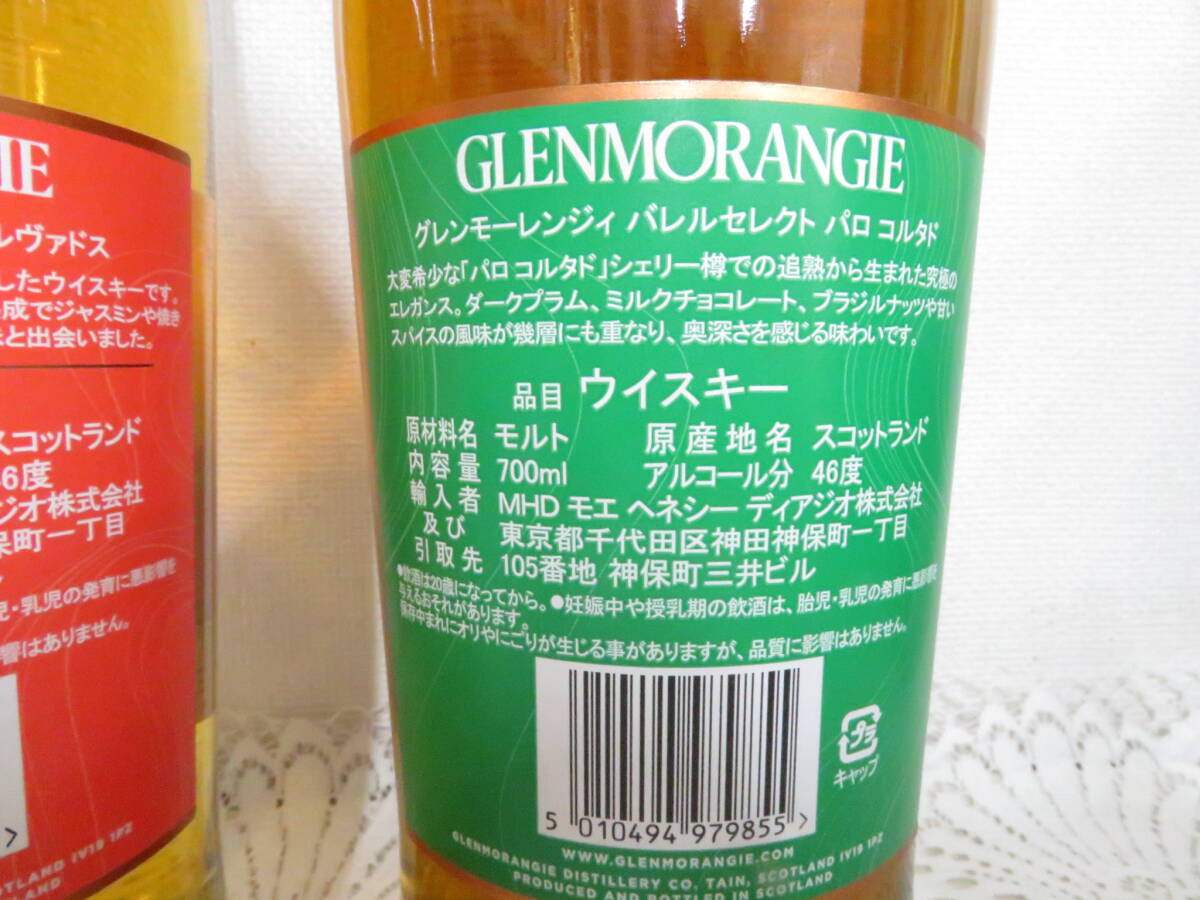 IE
レヴァドス
したウイスキーです。
成でジャスミンや焼き
と出会いました。
スコットランド
46度
ジオ株式会社
保町一丁目
児・乳児の発育に悪影響を
響はありません。
>
SCOTLAND IV19 1PZ
SCOTLAND
GLENMORANGIE
グレンモーレンジィ バレルセレクト パロ コルタド
大変希少な「パロ コルタド」シェリー樽での追熟から生まれた究極の
エレガンス。ダークプラム、ミルクチョコレート、ブラジルナッツや甘い
スパイスの風味が幾層にも重なり、奥深さを感じる味わいです。
品目 ウイスキー
原材料名 モルト 原産地名 スコットランド
内容量 700ml アルコール分 46度
輸入者 MHD モエ ヘネシー ディアジオ株式会社
及び 東京都千代田区神田神保町一丁目
引取先 105番地 神保町三井ビル
●飲酒は20歳になってから。●妊娠中や授乳期の飲酒は、胎児・乳児の発育に悪影響を
与えるおそれがあります。
保存中まれにオリやにごりが生じる事がありますが、品質に影響はありません。
プラ
キャップ
5 010494 979855 >
WWW.GLENMORANGIE.COM
GLENMORANGIE DISTILLERY CO. TAIN, SCOTLAND IV19 1PZ
PRODUCED AND BOTTLED IN SCOTLAND